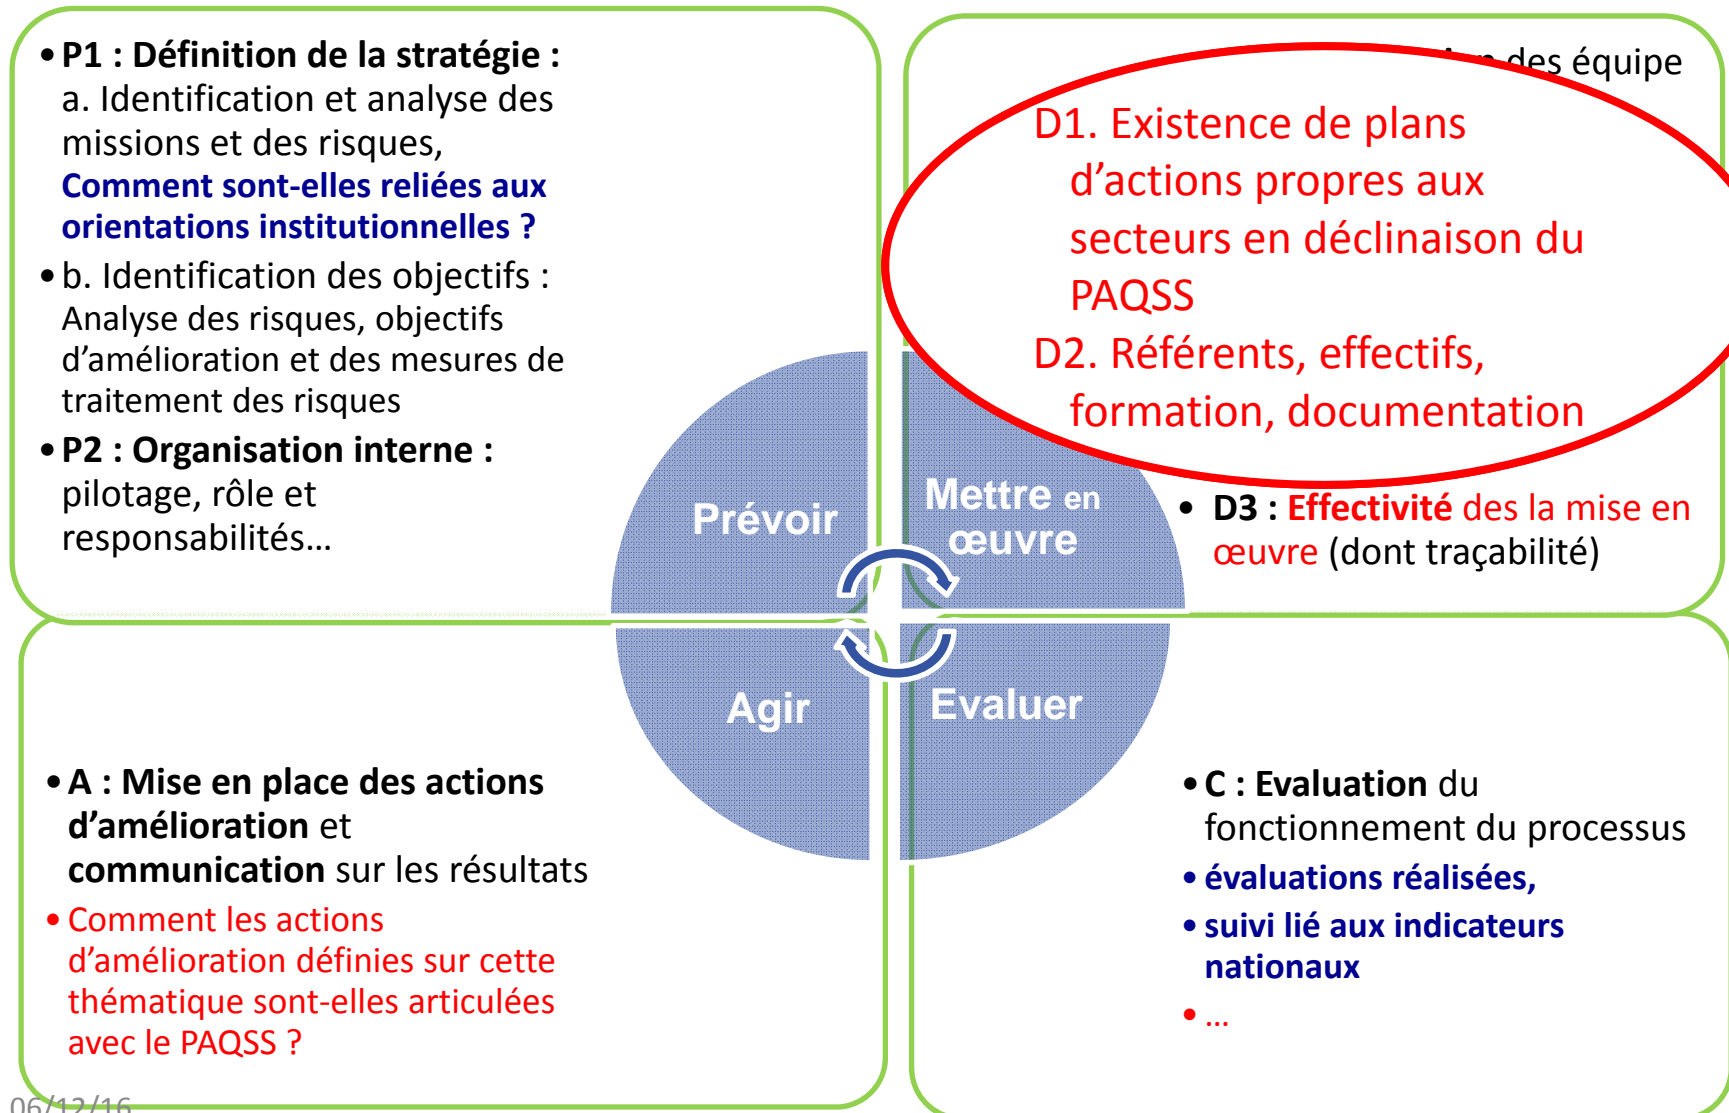 •P1 : Définition de la stratégie :
a. Identification et analyse des
missions et des risques,
Comment sont-elles reliées aux
orientations institutionnelles ?
•b. Identification des objectifs :
Analyse des risques, objectifs
d’amélioration et des mesures de
traitement des risques
•P2 : Organisation interne :
pilotage, rôle et
responsabilités…
des équipe
D1. Existence de plans
d’actions propres aux
secteurs en déclinaison du
PAQSS
D2. Référents, effectifs,
formation, documentation
• D3 : Effectivité des la mise en
œuvre (dont traçabilité)
Prévoir
Mettre en
œuvre
Agir
Evaluer
•A : Mise en place des actions
d’amélioration et
communication sur les résultats
•Comment les actions
d’amélioration définies sur cette
thématique sont-elles articulées
avec le PAQSS ?
•C : Evaluation du
fonctionnement du processus
•évaluations réalisées,
•suivi lié aux indicateurs
nationaux
•…
06/12/16